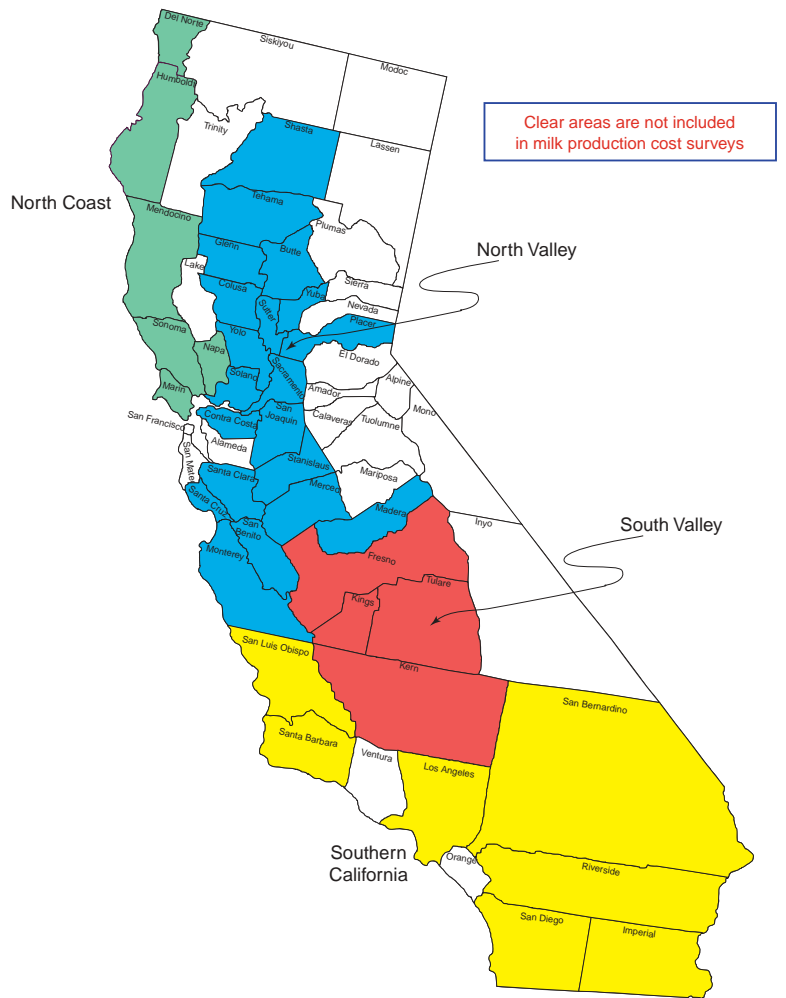 Del Norte
Siskiyou
Modoc
Humboldt
Trinity
Shasta
Lassen
Clear areas are not included
in milk production cost surveys
North Coast
Mendocino
Tehama
Plumas
Glenn
Butte
North Valley
Lake
Colusa
Sutter
Yuba
Sierra
Nevada
Placer
Sonoma
Napa
Yolo
Solano
Sacramento
El Dorado
Alpine
Amador
Mono
Marin
Contra Costa
San
Joaquin
Calaveras
Tuolumne
San Francisco
Alameda
San Mateo
Stanislaus
Santa Clara
Merced
Mariposa
Santa Cruz
San
Benito
Madera
Inyo
South Valley
Monterey
Fresno
Tulare
Kings
San Luis Obispo
Kern
San Bernardino
Santa Barbara
Ventura
Los Angeles
Southern
California
Orange
Riverside
San Diego
Imperial